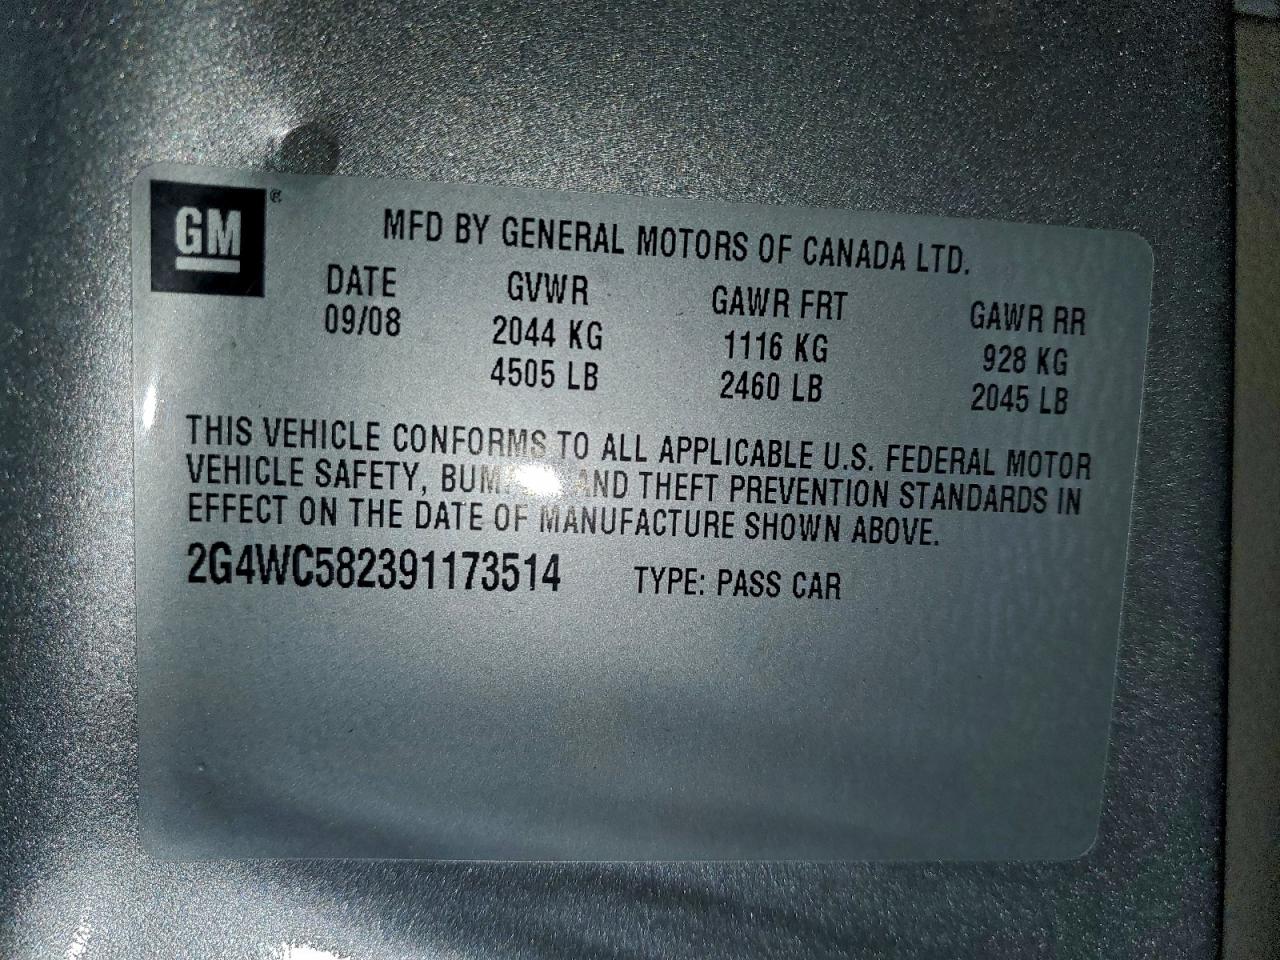 GM ®
MFD BY GENERAL MOTORS OF CANADA LTD.
DATE GVWR GAWR FRT GAWR RR
09/08 2044 KG 1116 KG 928 KG
4505 LB 2460 LB 2045 LB
THIS VEHICLE CONFORMS TO ALL APPLICABLE U.S. FEDERAL MOTOR
VEHICLE SAFETY, AND THEFT PREVENTION STANDARDS IN
EFFECT ON THE DATE OF MANUFACTURE SHOWN ABOVE.
2G4WC582391173514 TYPE: PASS CAR